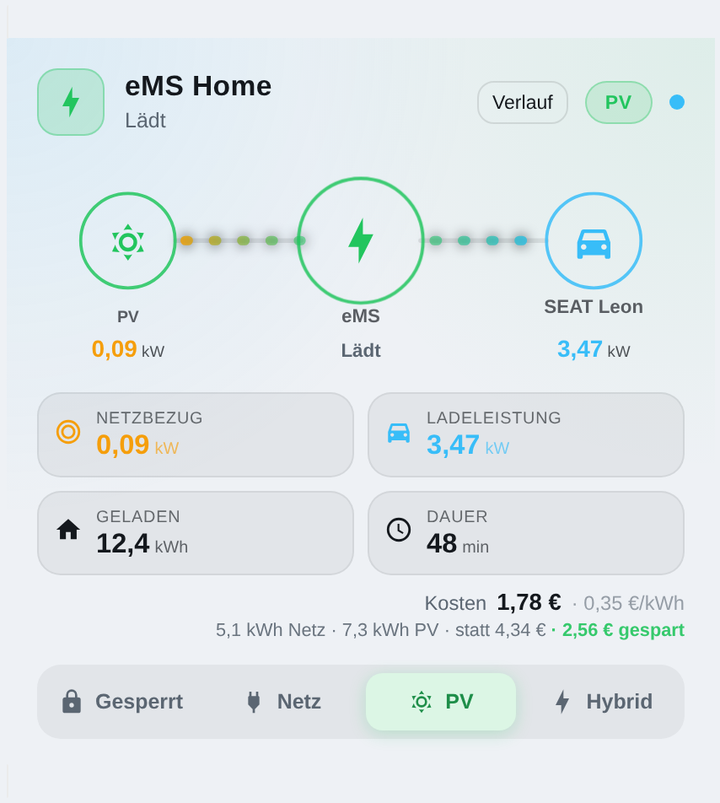 eMS Home
Lädt
Verlauf
PV
PV
0,09 kW
eMS
Lädt
SEAT Leon
3,47 kW
NETZBEZUG
0,09 kW
LADELEISTUNG
3,47 kW
GELADEN
12,4 kWh
DAUER
48 min
Kosten 1,78 € · 0,35 €/kWh
5,1 kWh Netz · 7,3 kWh PV · statt 4,34 € · 2,56 € gespart
Gesperrt
Netz
PV
Hybrid